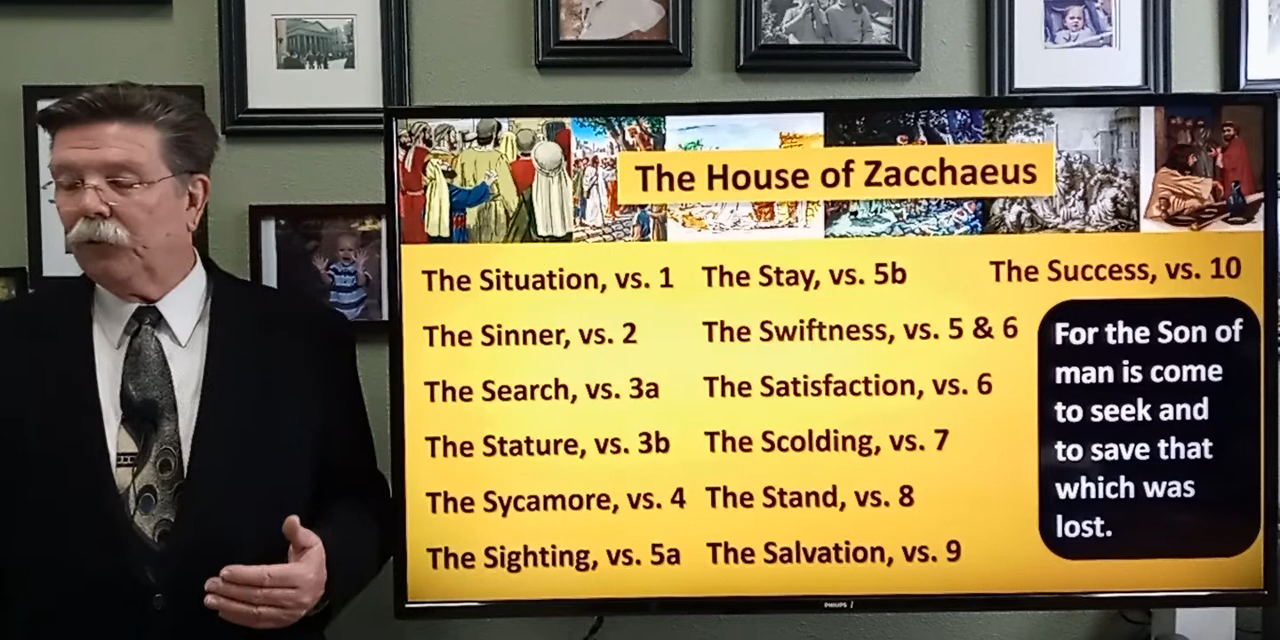 The House of Zacchaeus
The Situation, vs. 1
The Sinner, vs. 2
The Search, vs. 3a
The Stature, vs. 3b
The Sycamore, vs. 4
The Sighting, vs. 5a
The Stay, vs. 5b
The Swiftness, vs. 5 & 6
The Satisfaction, vs. 6
The Scolding, vs. 7
The Stand, vs. 8
The Salvation, vs. 9
The Success, vs. 10
For the Son of
man is come
to seek and
to save that
which was
lost.
PHILIPS